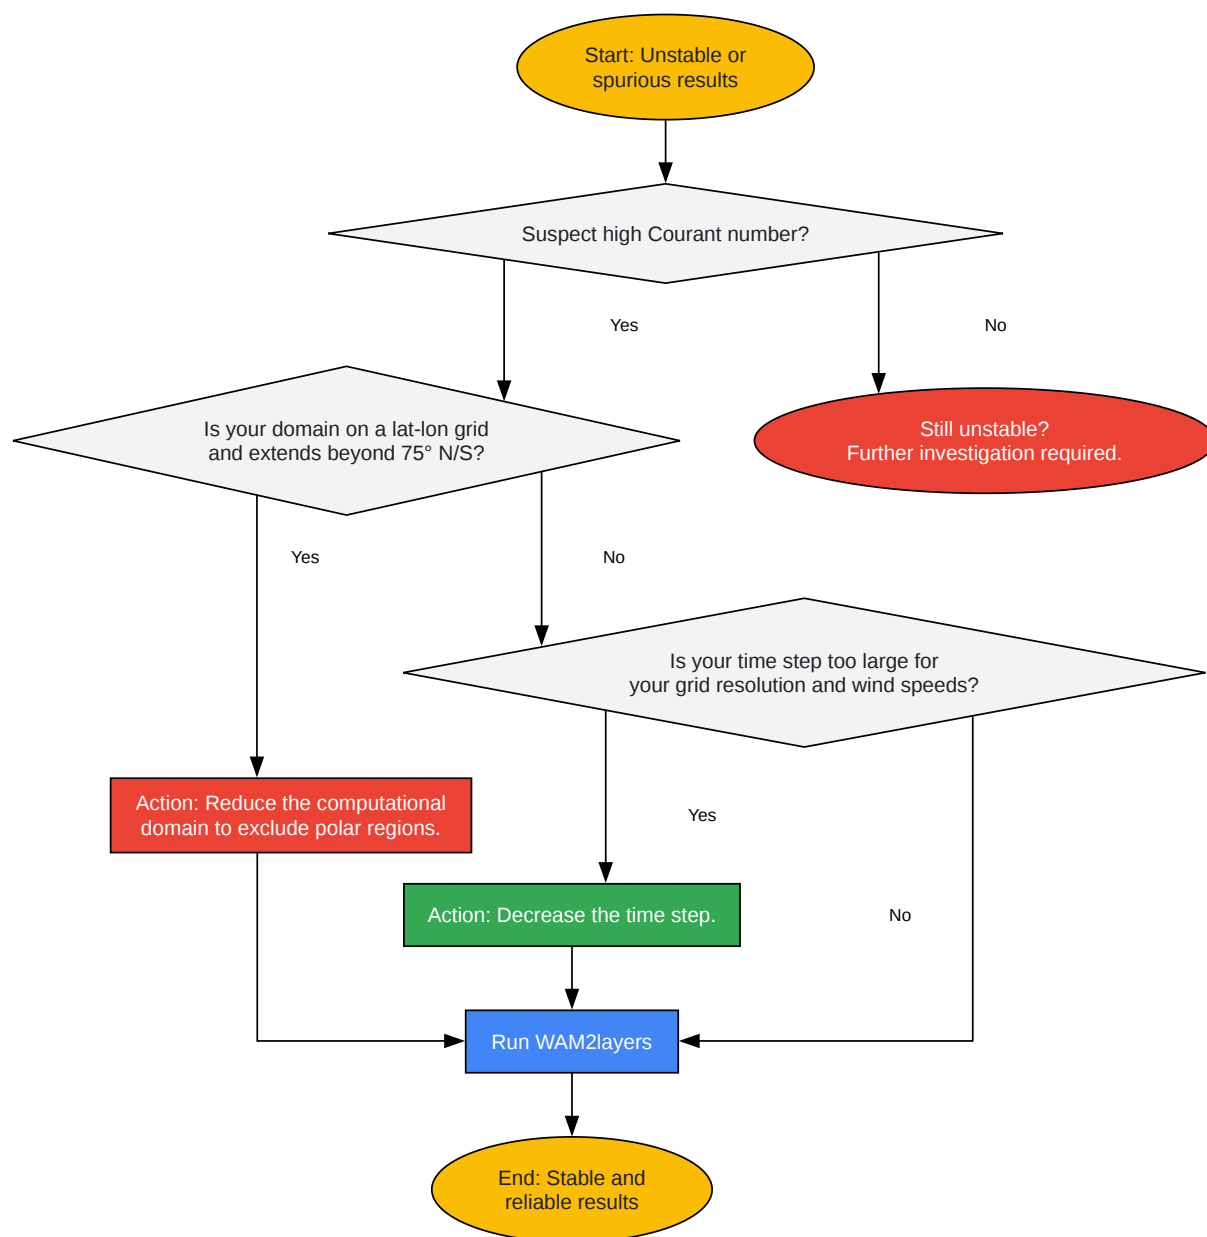 Start: Unstable or
spurious results
Suspect high Courant number?
Yes
No
Is your domain on a lat-lon grid
and extends beyond 75° N/S?
Still unstable?
Further investigation required.
Yes
No
Is your time step too large for
your grid resolution and wind speeds?
Action: Reduce the computational
domain to exclude polar regions.
Yes
Action: Decrease the time step.
No
Run WAM2layers
End: Stable and
reliable results